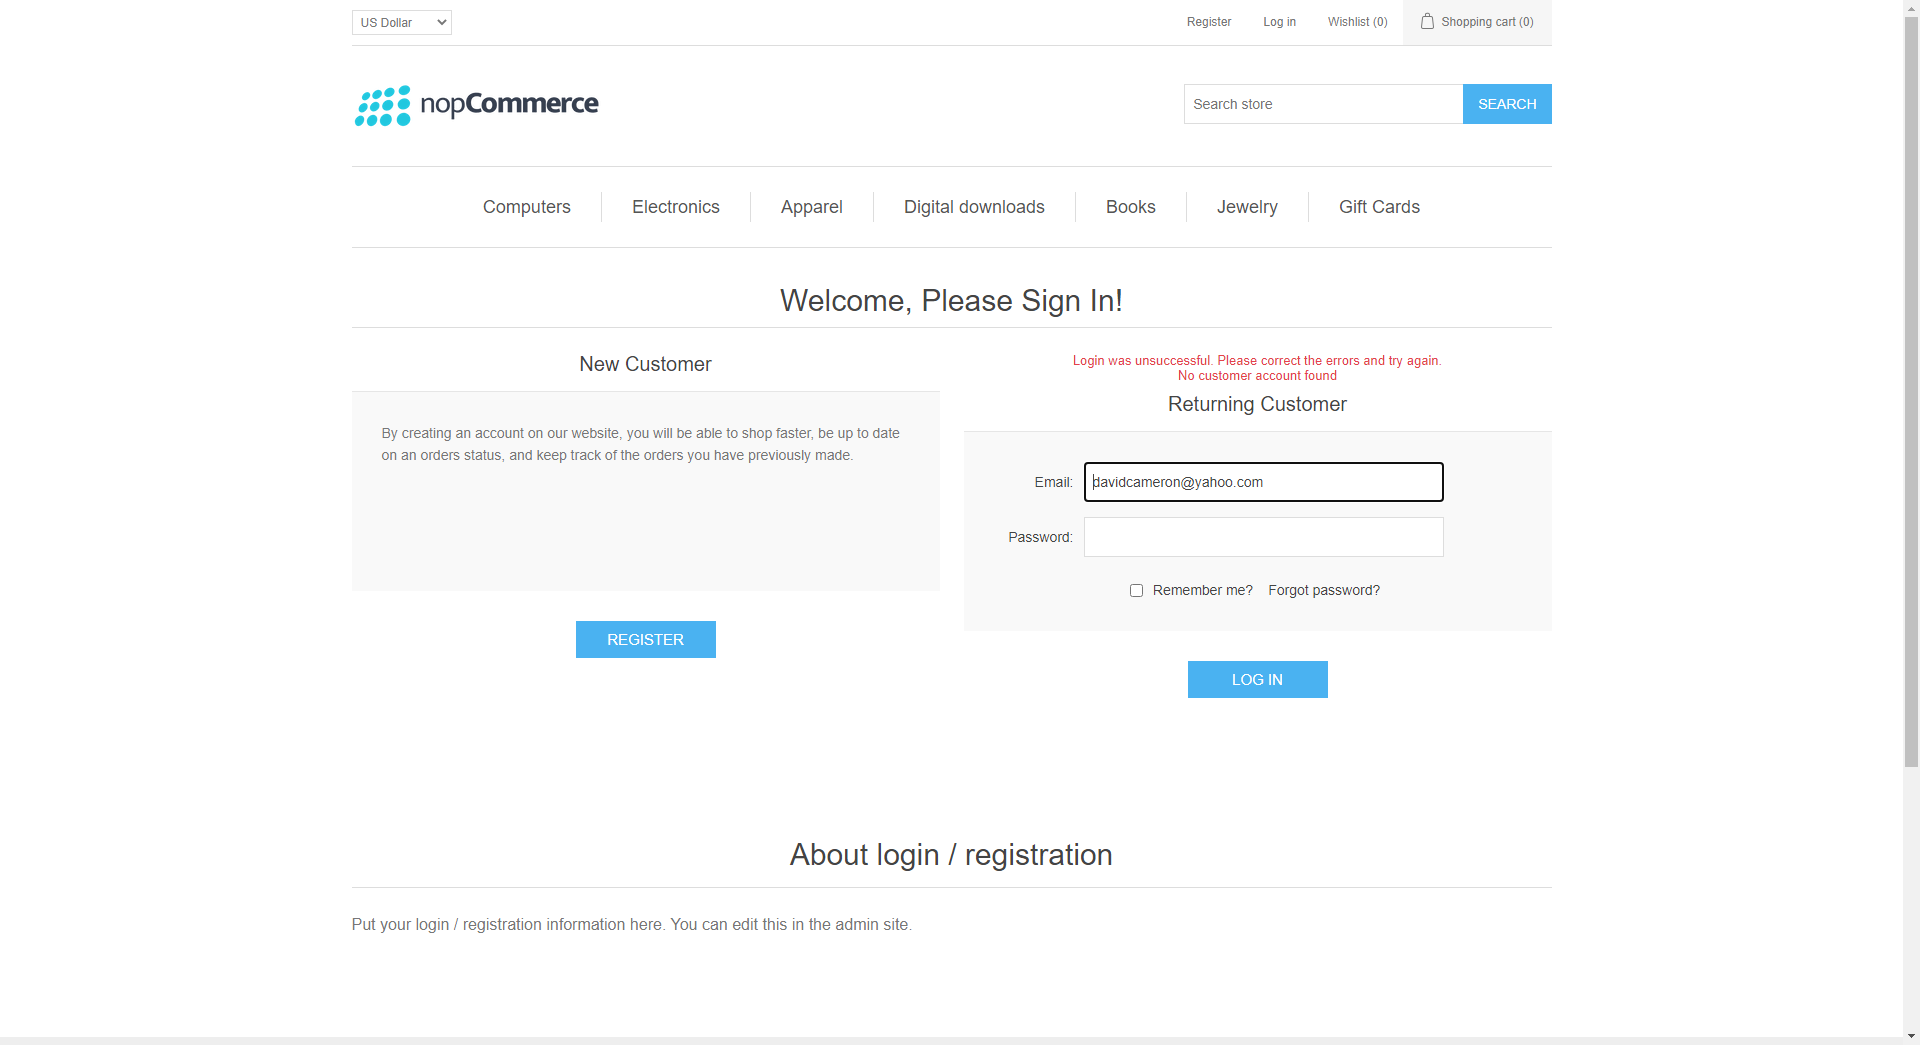 US Dollar
Register
Log in
Wishlist (0)
Shopping cart (0)
nopCommerce
Search store
SEARCH
Computers
Electronics
Apparel
Digital downloads
Books
Jewelry
Gift Cards
Welcome, Please Sign In!
New Customer
By creating an account on our website, you will be able to shop faster, be up to date
on an orders status, and keep track of the orders you have previously made.
REGISTER
Login was unsuccessful. Please correct the errors and try again.
No customer account found
Returning Customer
Email:
davidcameron@yahoo.com
Password:
Remember me?
Forgot password?
LOG IN
About login / registration
Put your login / registration information here. You can edit this in the admin site.